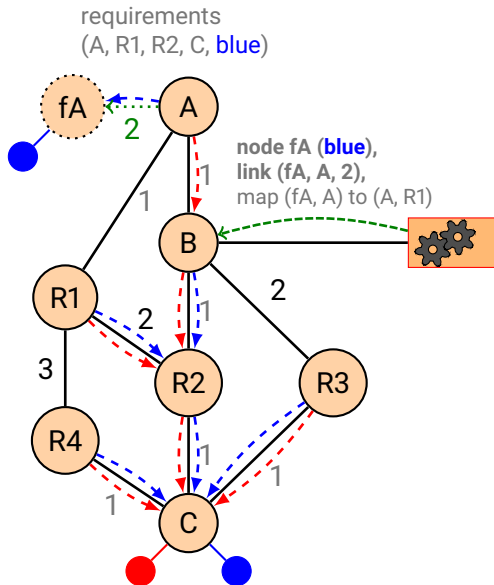 requirements
(A, R1, R2, C, blue)
fA
A
2
1
1
node fA (blue),
link (fA, A, 2),
map (fA, A) to (A, R1)
B
2
R1
2
1
3
R2
R3
R4
1
1
1
C